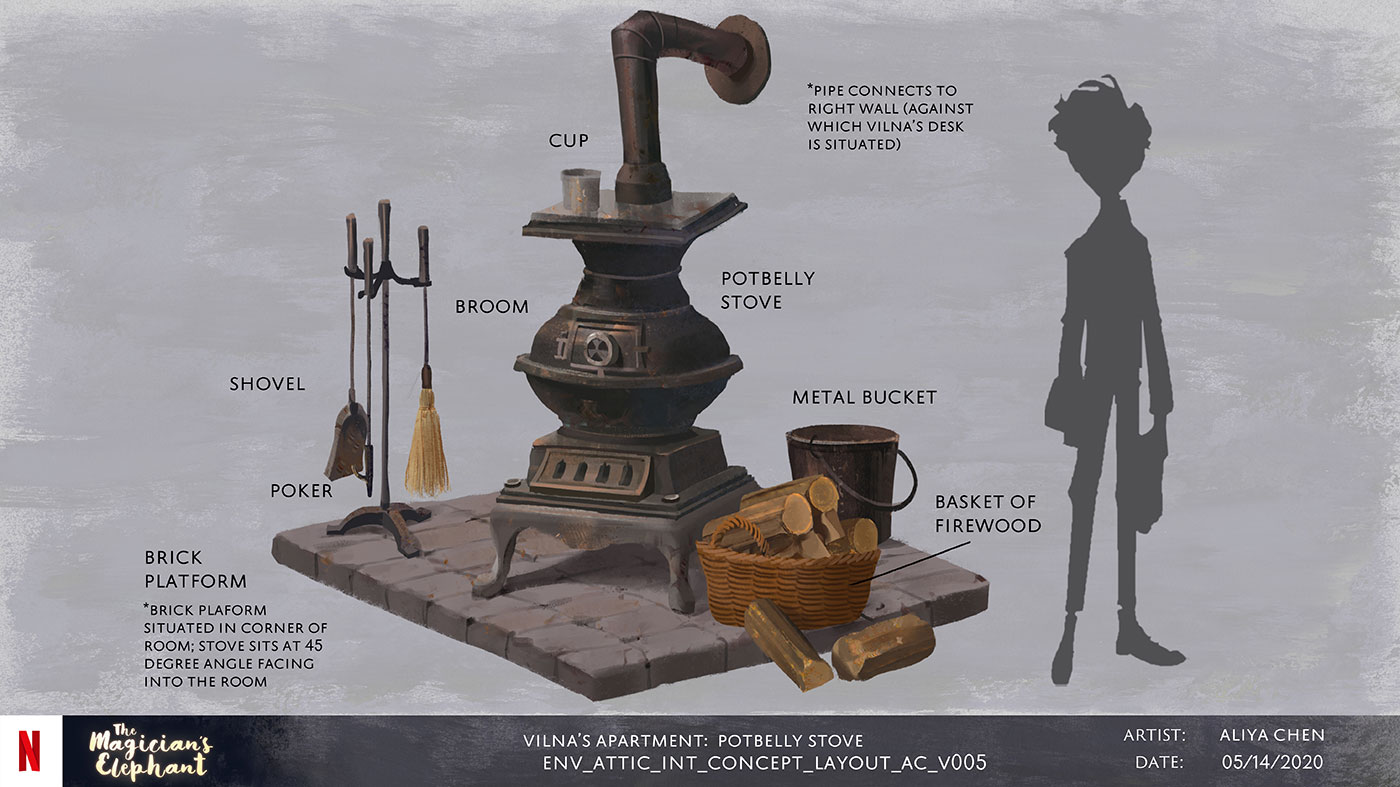 *PIPE CONNECTS TO
RIGHT WALL (AGAINST
WHICH VILNA'S DESK
IS SITUATED)
CUP
POTBELLY
STOVE
BROOM
SHOVEL
METAL BUCKET
POKER
BASKET OF
FIREWOOD
BRICK
PLATFORM
*BRICK PLAFORM
SITUATED IN CORNER OF
ROOM; STOVE SITS AT 45
DEGREE ANGLE FACING
INTO THE ROOM
N
The
Magician's
Elephant
VILNA'S APARTMENT: POTBELLY STOVE
ENV_ATTIC_INT_CONCEPT_LAYOUT_AC_V005
ARTIST: ALIYA CHEN
DATE: 05/14/2020